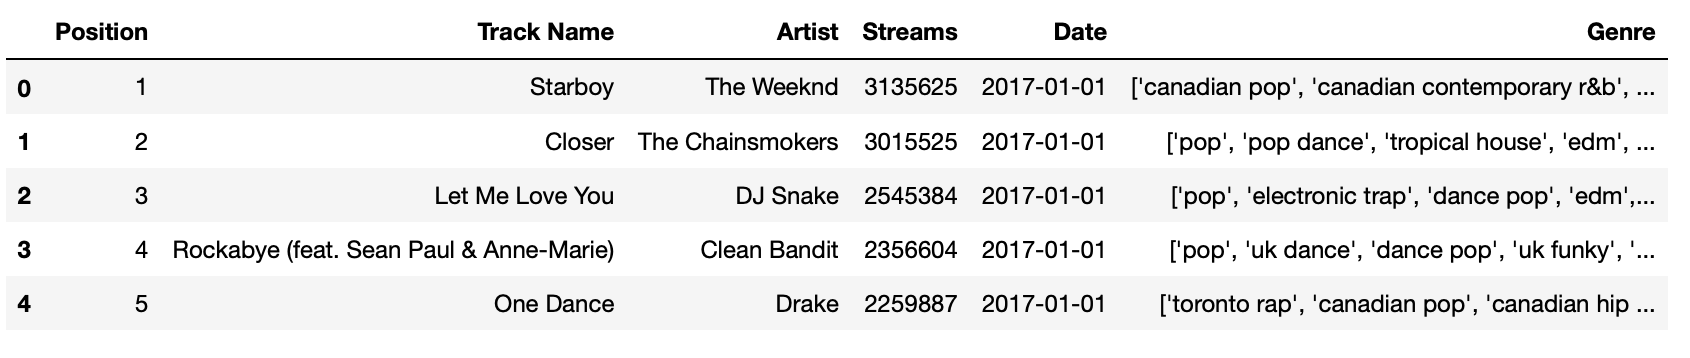 Position Track Name Artist Streams Date Genre
0 1 Starboy The Weeknd 3135625 2017-01-01 ['canadian pop', 'canadian contemporary r&b', ...
1 2 Closer The Chainsmokers 3015525 2017-01-01 ['pop', 'pop dance', 'tropical house', 'edm', ...
2 3 Let Me Love You DJ Snake 2545384 2017-01-01 ['pop', 'electronic trap', 'dance pop', 'edm',...
3 4 Rockabye (feat. Sean Paul & Anne-Marie) Clean Bandit 2356604 2017-01-01 ['pop', 'uk dance', 'dance pop', 'uk funky', '...
4 5 One Dance Drake 2259887 2017-01-01 ['toronto rap', 'canadian pop', 'canadian hip ...